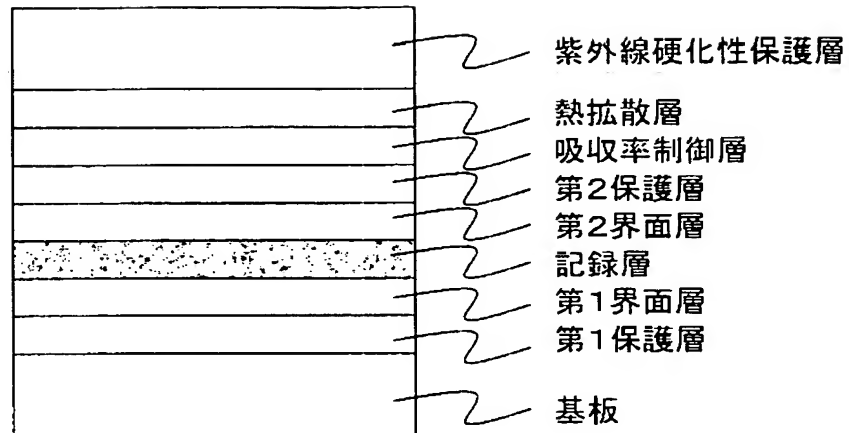 紫外線硬化性保護層
熱拡散層
吸収率制御層
第2保護層
第2界面層
記録層
第1界面層
第1保護層
基板